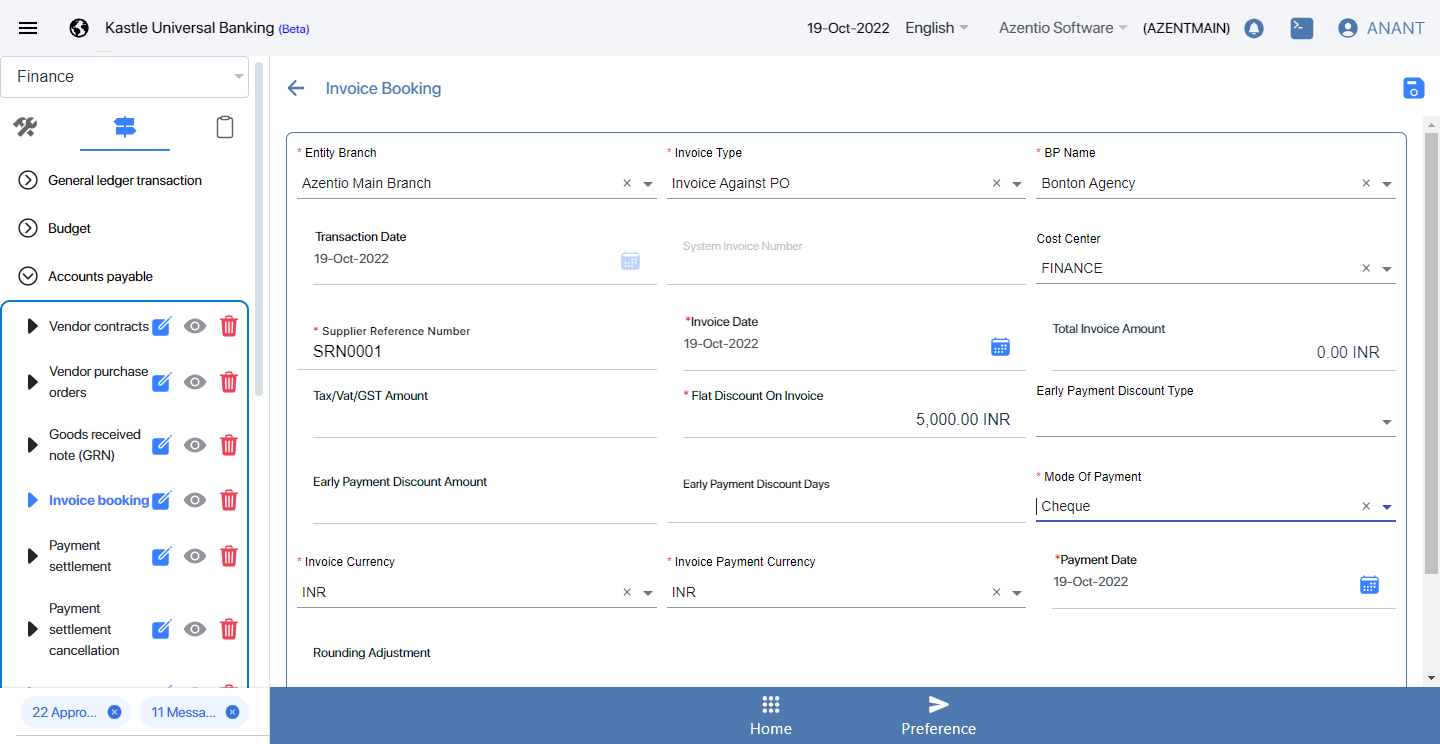 Kastle Universal Banking (Beta)
19-Oct-2022 English Azentio Software (AZENTMAIN) >_ ANANT
Finance
General ledger transaction
Budget
Accounts payable
Vendor contracts
Vendor purchase
orders
Goods received
note (GRN)
Invoice booking
Payment
settlement
Payment
settlement
cancellation
22 Appro...
11 Messa...
Invoice Booking
* Entity Branch
Azentio Main Branch
* Invoice Type
Invoice Against PO
* BP Name
Bonton Agency
Transaction Date
19-Oct-2022
System Invoice Number
Cost Center
FINANCE
* Supplier Reference Number
SRN0001
*Invoice Date
19-Oct-2022
Total Invoice Amount
0.00 INR
Tax/Vat/GST Amount
* Flat Discount On Invoice
5,000.00 INR
Early Payment Discount Type
Early Payment Discount Amount
Early Payment Discount Days
* Mode Of Payment
Cheque
* Invoice Currency
INR
* Invoice Payment Currency
INR
*Payment Date
19-Oct-2022
Rounding Adjustment
Home
Preference